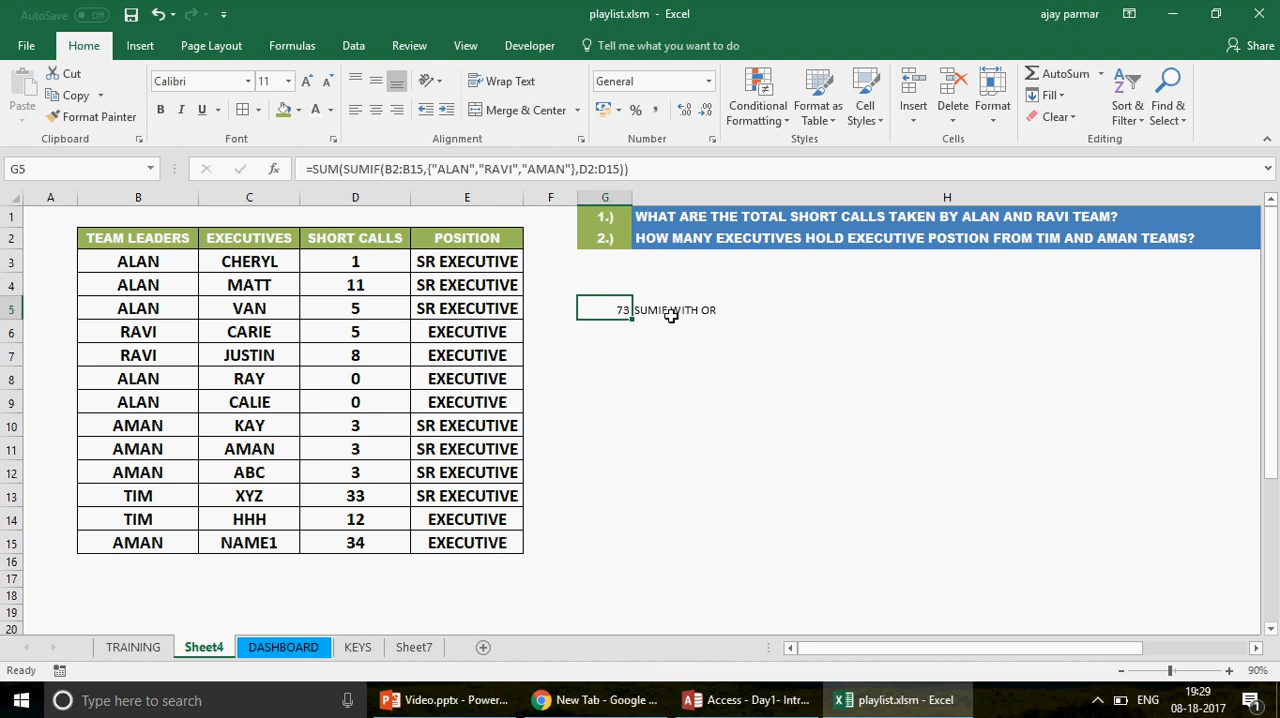 AutoSave Off
playlist.xlsm - Excel
ajay parmar
File Home Insert Page Layout Formulas Data Review View Developer Tell me what you want to do Share
Paste
Cut
Copy
Format Painter
Calibri 11
B I U
A A
Wrap Text
Merge & Center
General
$ % ,
Conditional Formatting
Format as Table
Cell Styles
Insert Delete Format
AutoSum
Fill
Clear
Sort & Filter
Find & Select
Clipboard Font Alignment Number Styles Cells Editing
G5 fx =SUM(SUMIF(B2:B15,{"ALAN","RAVI","AMAN"},D2:D15))
A B C D E F G H
1 1.) WHAT ARE THE TOTAL SHORT CALLS TAKEN BY ALAN AND RAVI TEAM?
2 TEAM LEADERS EXECUTIVES SHORT CALLS POSITION 2.) HOW MANY EXECUTIVES HOLD EXECUTIVE POSTION FROM TIM AND AMAN TEAMS?
3 ALAN CHERYL 1 SR EXECUTIVE
4 ALAN MATT 11 SR EXECUTIVE
5 ALAN VAN 5 SR EXECUTIVE 73 SUMIF WITH OR
6 RAVI CARIE 5 EXECUTIVE
7 RAVI JUSTIN 8 EXECUTIVE
8 ALAN RAY 0 EXECUTIVE
9 ALAN CALIE 0 EXECUTIVE
10 AMAN KAY 3 SR EXECUTIVE
11 AMAN AMAN 3 SR EXECUTIVE
12 AMAN ABC 3 SR EXECUTIVE
13 TIM XYZ 33 SR EXECUTIVE
14 TIM HHH 12 EXECUTIVE
15 AMAN NAME1 34 EXECUTIVE
16
17
18
19
20
TRAINING Sheet4 DASHBOARD KEYS Sheet7
Ready 90%
Type here to search
Video.pptx - Power...
New Tab - Google ...
Access - Day1- Intr...
playlist.xlsm - Excel
ENG
19:29
08-18-2017
1